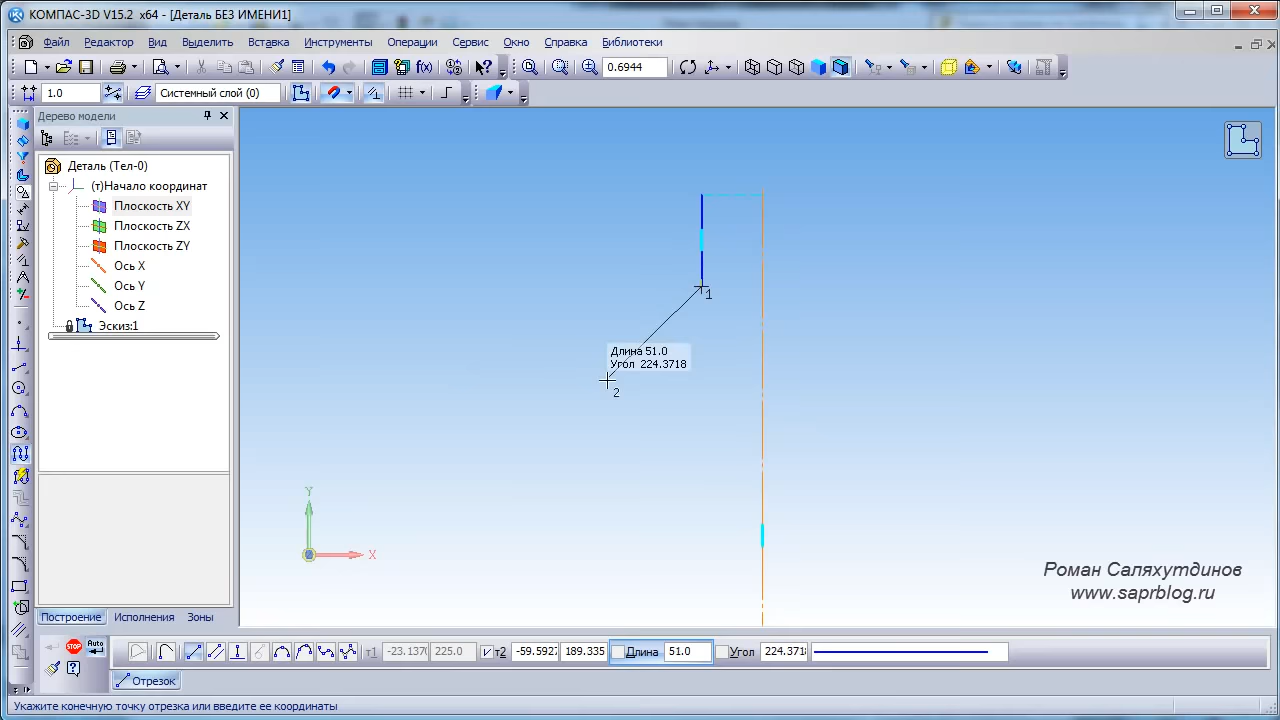 КОМПАС-3D V15.2 x64 - [Деталь БЕЗ ИМЕНИ1]
Файл Редактор Вид Выделить Вставка Инструменты Операции Сервис Окно Справка Библиотеки
f(x) 0.6944
1.0 Системный слой (0)
Дерево модели
Деталь (Тел-0)
(т)Начало координат
Плоскость XY
Плоскость ZX
Плоскость ZY
Ось X
Ось Y
Ось Z
Эскиз:1
1
Длина 51.0
Угол 224.3718
2
Y
X
Роман Саляхутдинов
www.saprblog.ru
Построение Исполнения Зоны
STOP Auto т1 -23.1370 225.0 т2 -59.5927 189.335 Длина 51.0 Угол 224.371
Отрезок
Укажите конечную точку отрезка или введите ее координаты